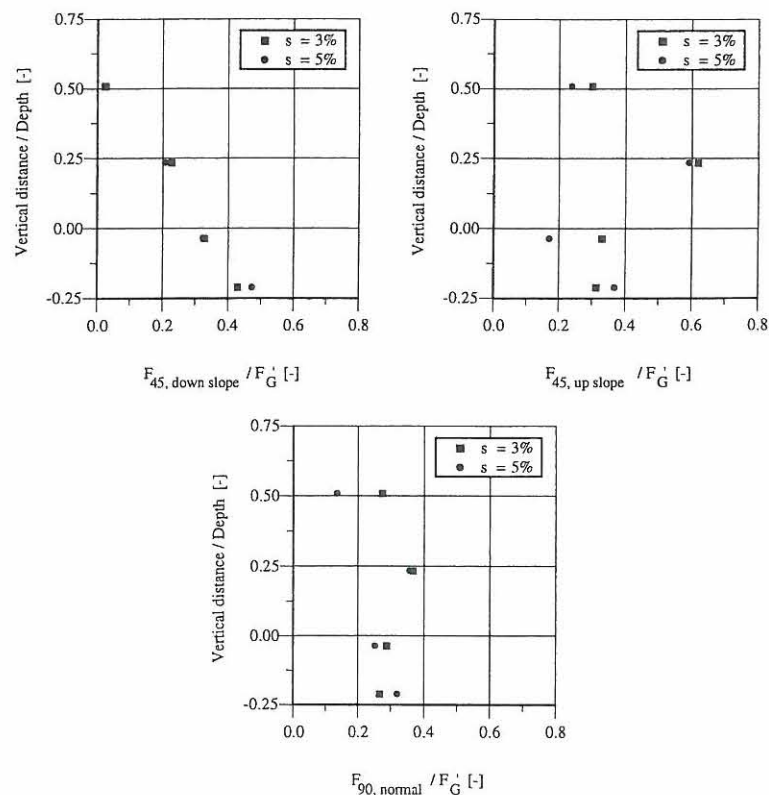 0.75
0.50
0.25
0.00
-0.25
Vertical distance / Depth [-]
s = 3%
s = 5%
0.0 0.2 0.4 0.6 0.8
F45, down slope / FG' [-]
0.75
0.50
0.25
0.00
-0.25
Vertical distance / Depth [-]
s = 3%
s = 5%
0.0 0.2 0.4 0.6 0.8
F45, up slope / FG' [-]
0.75
0.50
0.25
0.00
-0.25
Vertical distance / Depth [-]
s = 3%
s = 5%
0.0 0.2 0.4 0.6 0.8
F90, normal / FG' [-]